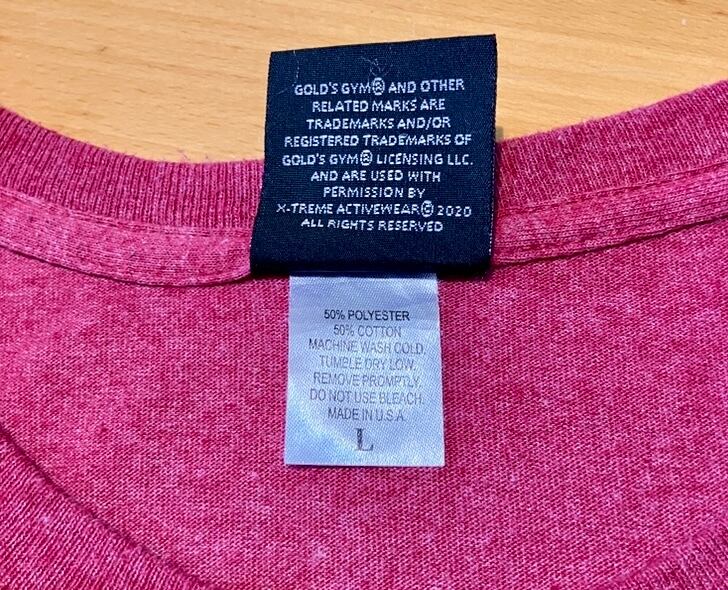 GOLD'S GYM® AND OTHER
RELATED MARKS ARE
TRADEMARKS AND/OR
REGISTERED TRADEMARKS OF
GOLD'S GYM® LICENSING LLC.
AND ARE USED WITH
PERMISSION BY
X-TREME ACTIVEWEAR© 2020
ALL RIGHTS RESERVED
50% POLYESTER
50% COTTON
MACHINE WASH COLD.
TUMBLE DRY LOW.
REMOVE PROMPTLY.
DO NOT USE BLEACH.
MADE IN U.S.A.
L